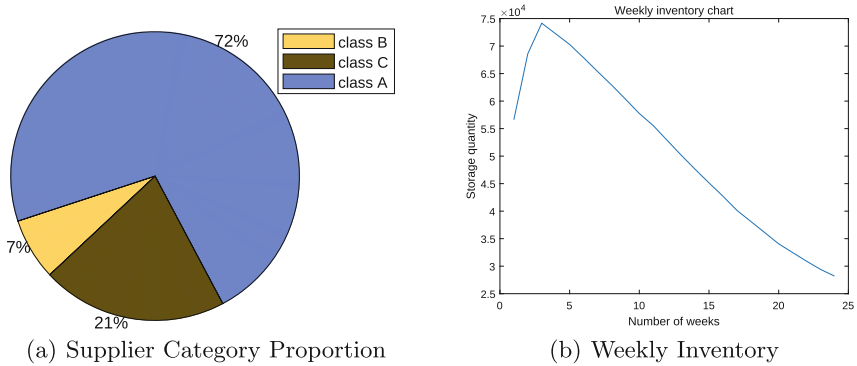 72%
7%
21%
class B
class C
class A
(a) Supplier Category Proportion
Weekly inventory chart
×10⁴
7.5
7
6.5
6
5.5
5
4.5
4
3.5
3
2.5
Storage quantity
0 5 10 15 20 25
Number of weeks
(b) Weekly Inventory